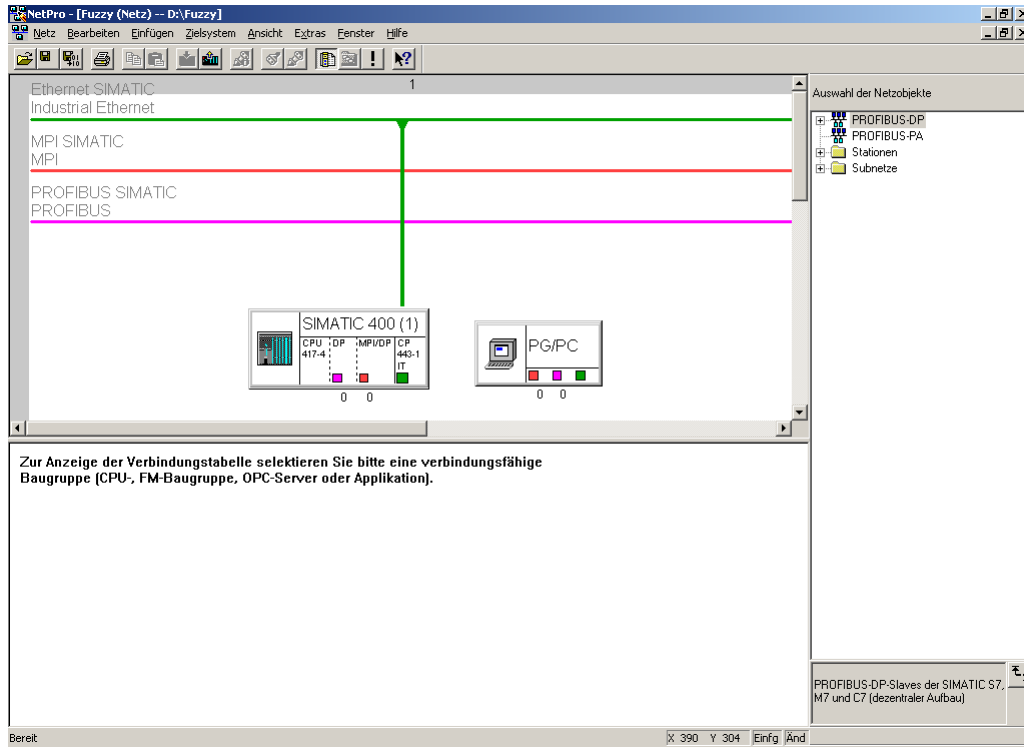 NetPro - [Fuzzy (Netz) -- D:\Fuzzy]
Netz Bearbeiten Einfügen Zielsystem Ansicht Extras Fenster Hilfe
1
Ethernet SIMATIC
Industrial Ethernet
MPI SIMATIC
MPI
PROFIBUS SIMATIC
PROFIBUS
SIMATIC 400 (1)
CPU 417-4
DP
MPI/DP
CP 443-1 IT
0 0
PG/PC
0 0
Auswahl der Netzobjekte
PROFIBUS-DP
PROFIBUS-PA
Stationen
Subnetze
Zur Anzeige der Verbindungstabelle selektieren Sie bitte eine verbindungsfähige
Baugruppe (CPU-, FM-Baugruppe, OPC-Server oder Applikation).
PROFIBUS-DP-Slaves der SIMATIC S7,
M7 und C7 (dezentraler Aufbau)
Bereit
X 390 Y 304 Einfg Änd